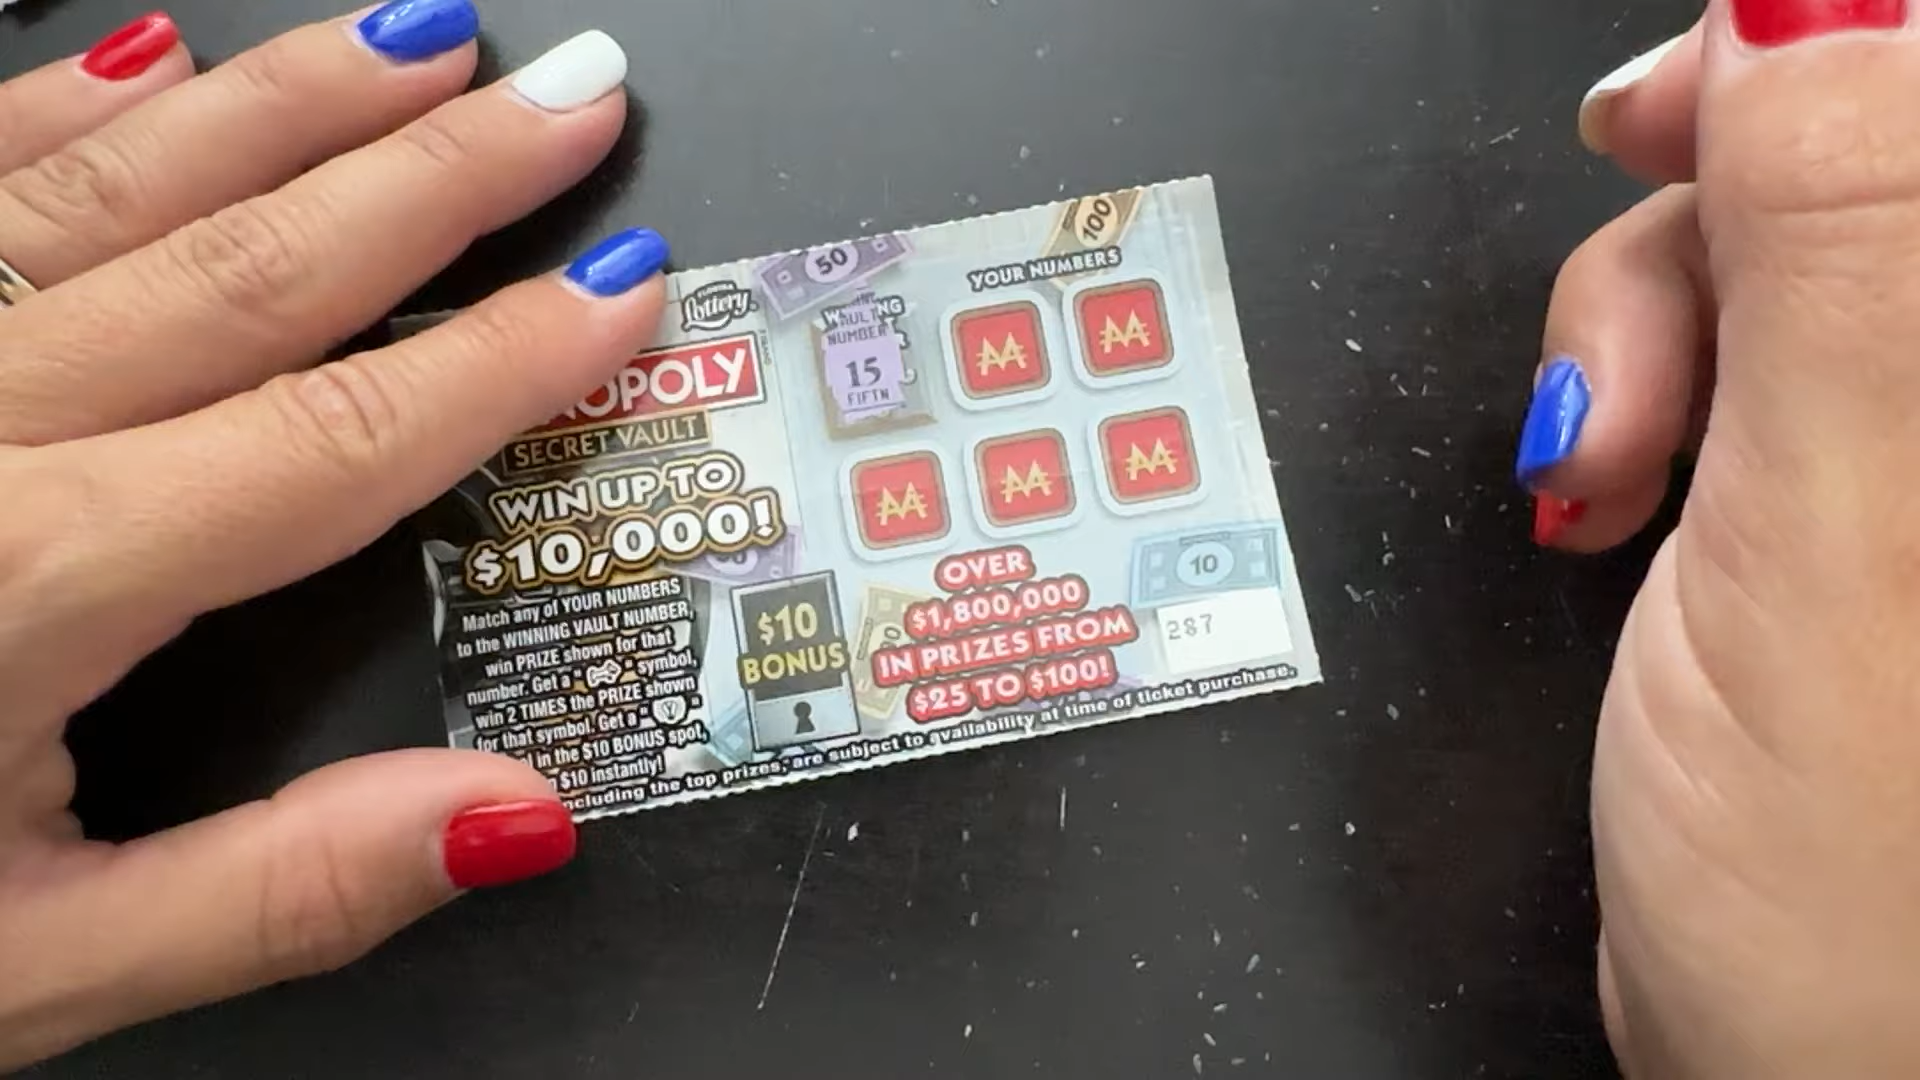 50
100
FLORIDA
Lottery
YOUR NUMBERS
VAULT
NUMBER
15
FIFTN
OPOLY
SECRET VAULT
WIN UP TO
$10,000!
Match any of YOUR NUMBERS
to the WINNING VAULT NUMBER,
win PRIZE shown for that
number. Get a " " symbol,
win 2 TIMES the PRIZE shown
for that symbol. Get a " "
in the $10 BONUS spot,
$10 instantly!
$10
BONUS
OVER
$1,800,000
IN PRIZES FROM
$25 TO $100!
10
287
ncluding the top prizes, are subject to availability at time of ticket purchase.